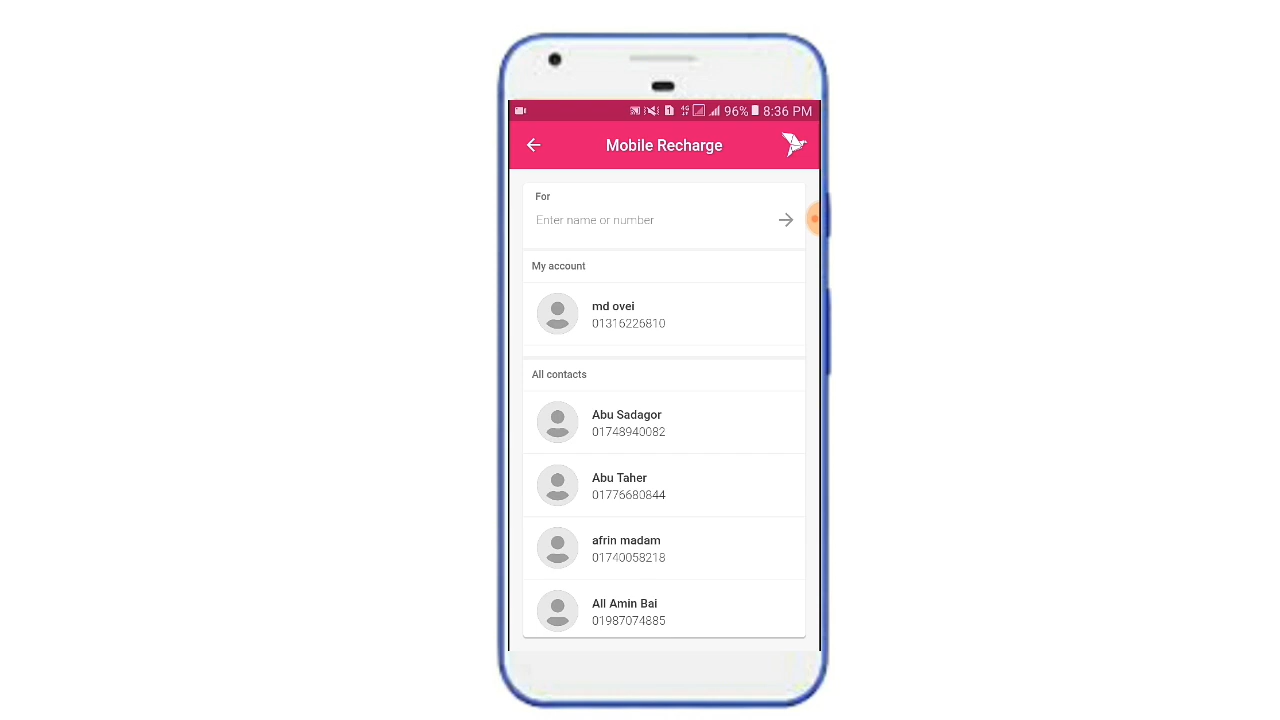 96% 8:36 PM
Mobile Recharge
For
Enter name or number
My account
md ovei
01316226810
All contacts
Abu Sadagor
01748940082
Abu Taher
01776680844
afrin madam
01740058218
All Amin Bai
01987074885